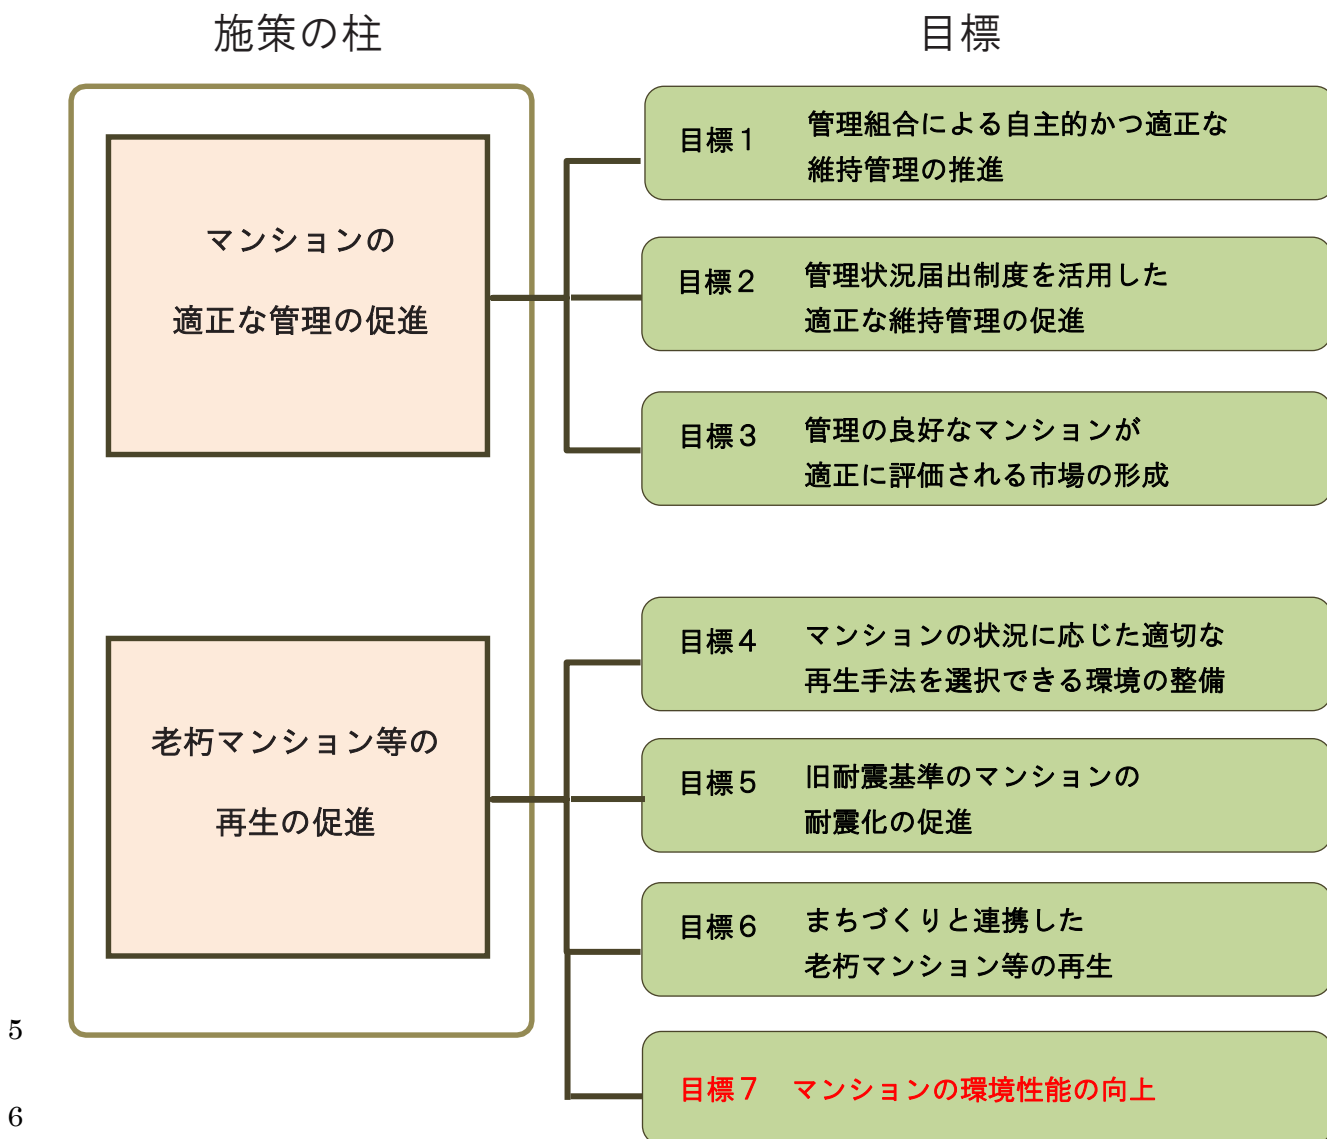 施策の柱
目標
マンションの
適正な管理の促進
目標１
管理組合による自主的かつ適正な
維持管理の推進
目標２
管理状況届出制度を活用した
適正な維持管理の促進
目標３
管理の良好なマンションが
適正に評価される市場の形成
老朽マンション等の
再生の促進
目標４
マンションの状況に応じた適切な
再生手法を選択できる環境の整備
目標５
旧耐震基準のマンションの
耐震化の促進
目標６
まちづくりと連携した
老朽マンション等の再生
目標７ マンションの環境性能の向上
5
6